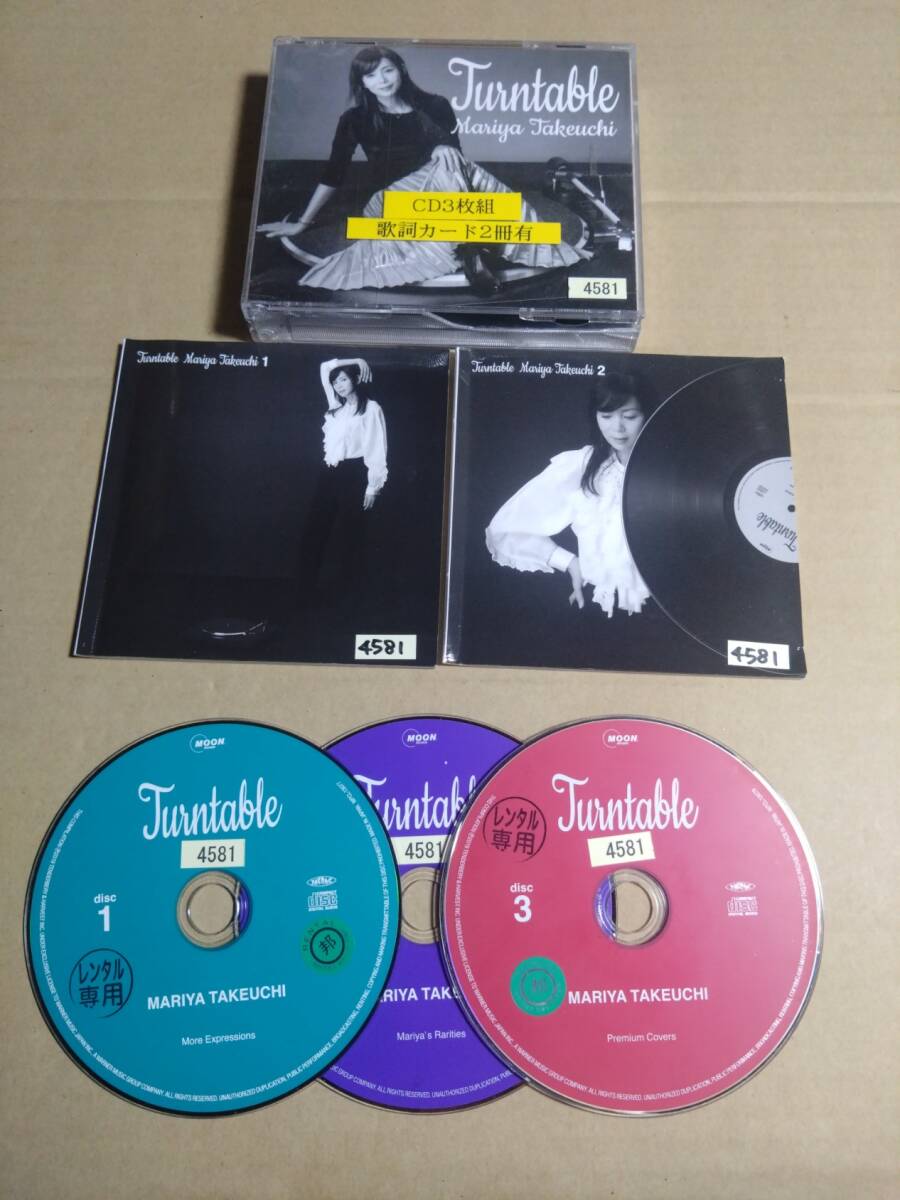 Turntable
Mariya Takeuchi
CD3枚組
歌詞カード2冊有
4581
Turntable Mariya Takeuchi 1
4581
Turntable Mariya Takeuchi 2
Turntable
4581
MOON
Turntable
4581
disc
1
レンタル
専用
邦
MARIYA TAKEUCHI
More Expressions
MOON
4581
Mariya's Rarities
MOON
Turntable
レンタル
専用
4581
disc
3
MARIYA TAKEUCHI
Premium Covers